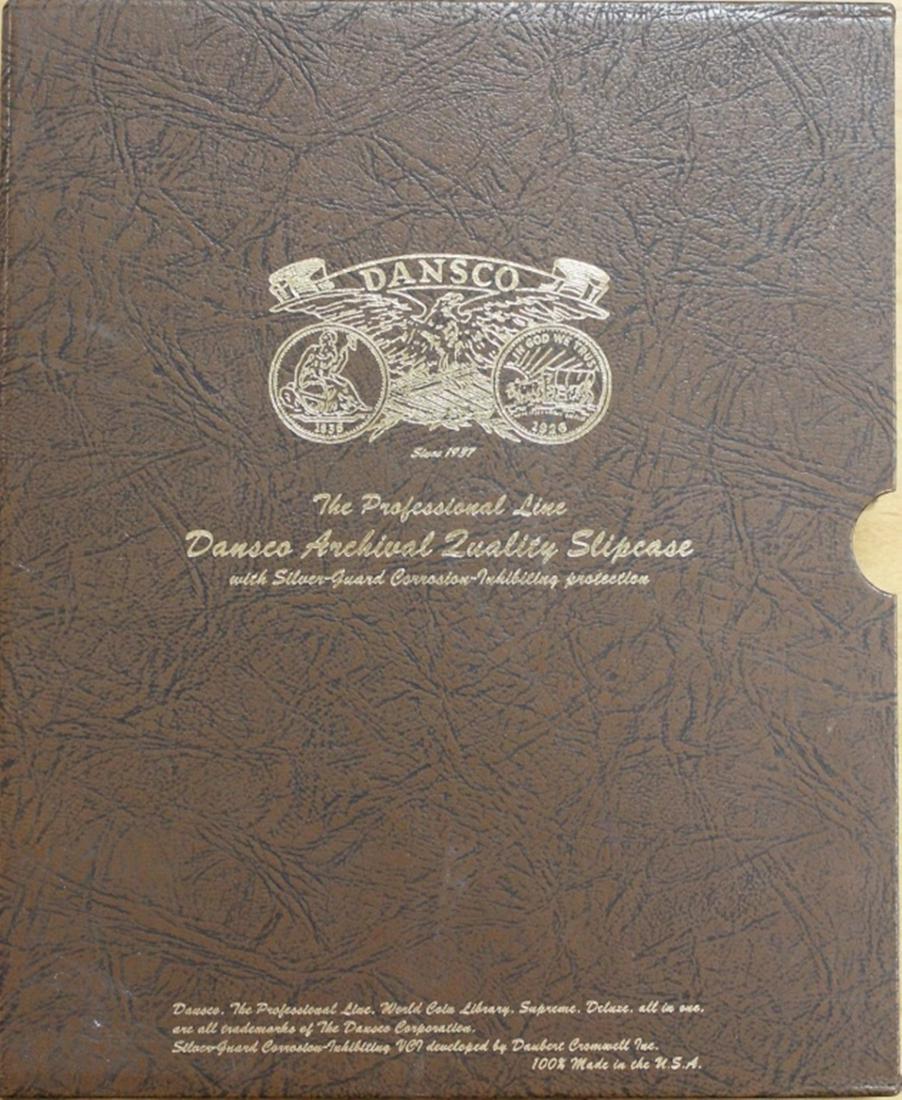 DANSCO
IN GOD WE TRUST
1836 1926
Since 1937
The Professional Line
Dansco Archival Quality Slipcase
with Silver-Guard Corrosion-Inhibiting protection
Dansco, The Professional Line, World Coin Library, Supreme, Deluxe, all in one,
are all trademarks of The Dansco Corporation.
Silver-Guard Corrosion-Inhibiting VCI developed by Daubert Cromwell Inc.
100% Made in the U.S.A.